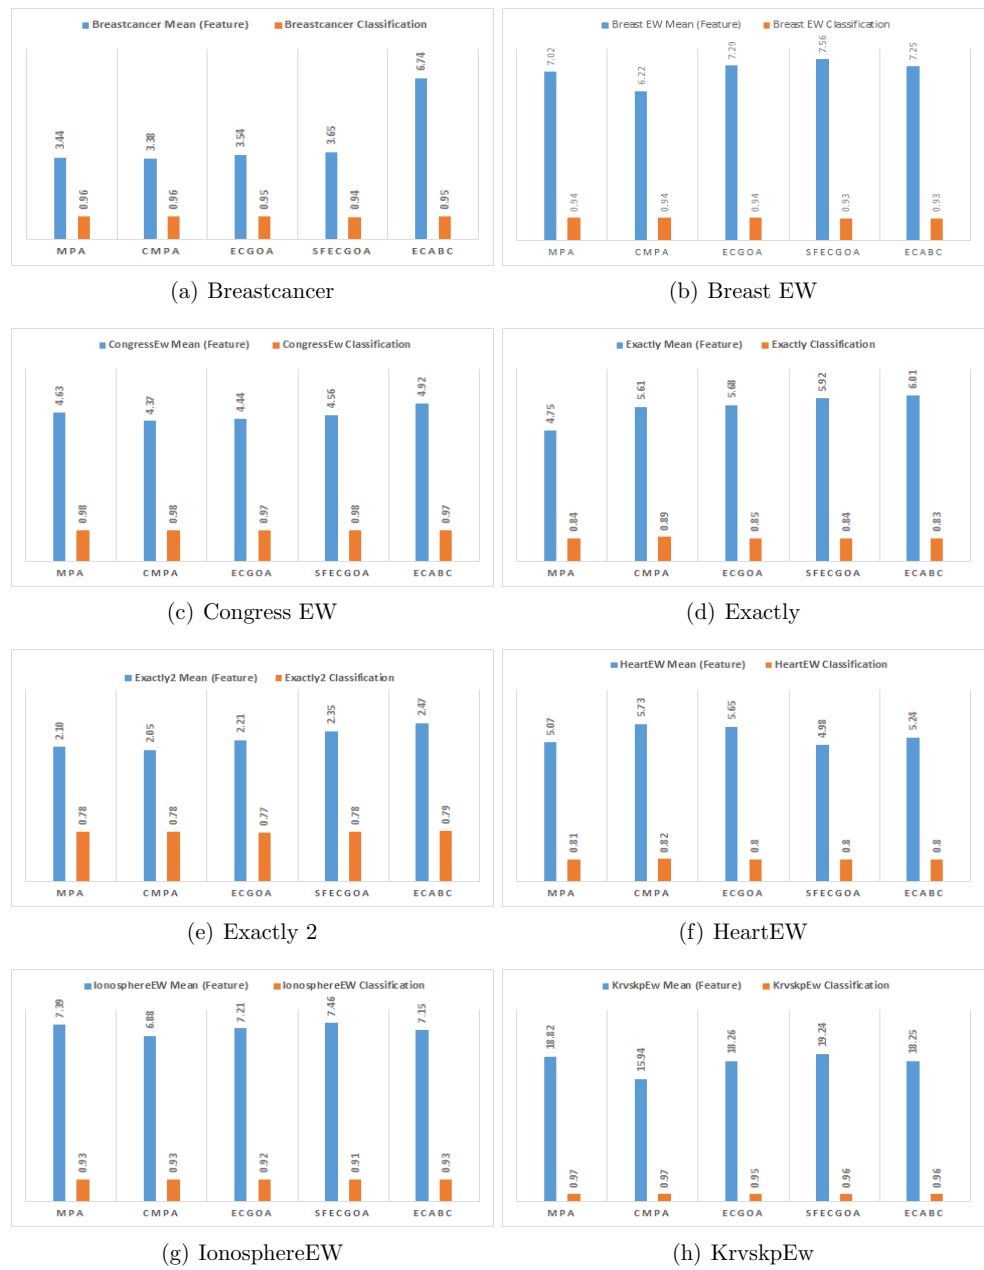 Breastcancer Mean (Feature) Breastcancer Classification
3.44 0.96 3.38 0.96 3.54 0.95 3.65 0.94 6.74 0.95
MPA CMPA ECGOA SFECGOA ECABC
(a) Breastcancer
Breast EW Mean (Feature) Breast EW Classification
7.02 0.94 6.22 0.94 7.29 0.94 7.56 0.93 7.25 0.93
MPA CMPA ECGOA SFECGOA ECABC
(b) Breast EW
CongressEw Mean (Feature) CongressEw Classification
4.63 0.98 4.37 0.98 4.44 0.97 4.56 0.98 4.92 0.97
MPA CMPA ECGOA SFECGOA ECABC
(c) Congress EW
Exactly Mean (Feature) Exactly Classification
4.75 0.84 5.61 0.89 5.68 0.85 5.92 0.84 6.01 0.83
MPA CMPA ECGOA SFECGOA ECABC
(d) Exactly
Exactly2 Mean (Feature) Exactly2 Classification
2.10 0.78 2.05 0.78 2.21 0.77 2.35 0.78 2.47 0.79
MPA CMPA ECGOA SFECGOA ECABC
(e) Exactly 2
HeartEW Mean (Feature) HeartEW Classification
5.07 0.81 5.73 0.82 5.65 0.8 4.98 0.8 5.24 0.8
MPA CMPA ECGOA SFECGOA ECABC
(f) HeartEW
IonosphereEW Mean (Feature) IonosphereEW Classification
7.39 0.93 6.88 0.93 7.21 0.92 7.46 0.91 7.15 0.93
MPA CMPA ECGOA SFECGOA ECABC
(g) IonosphereEW
KrvskpEw Mean (Feature) KrvskpEw Classification
18.82 0.97 15.94 0.97 18.26 0.95 19.24 0.96 18.25 0.96
MPA CMPA ECGOA SFECGOA ECABC
(h) KrvskpEw